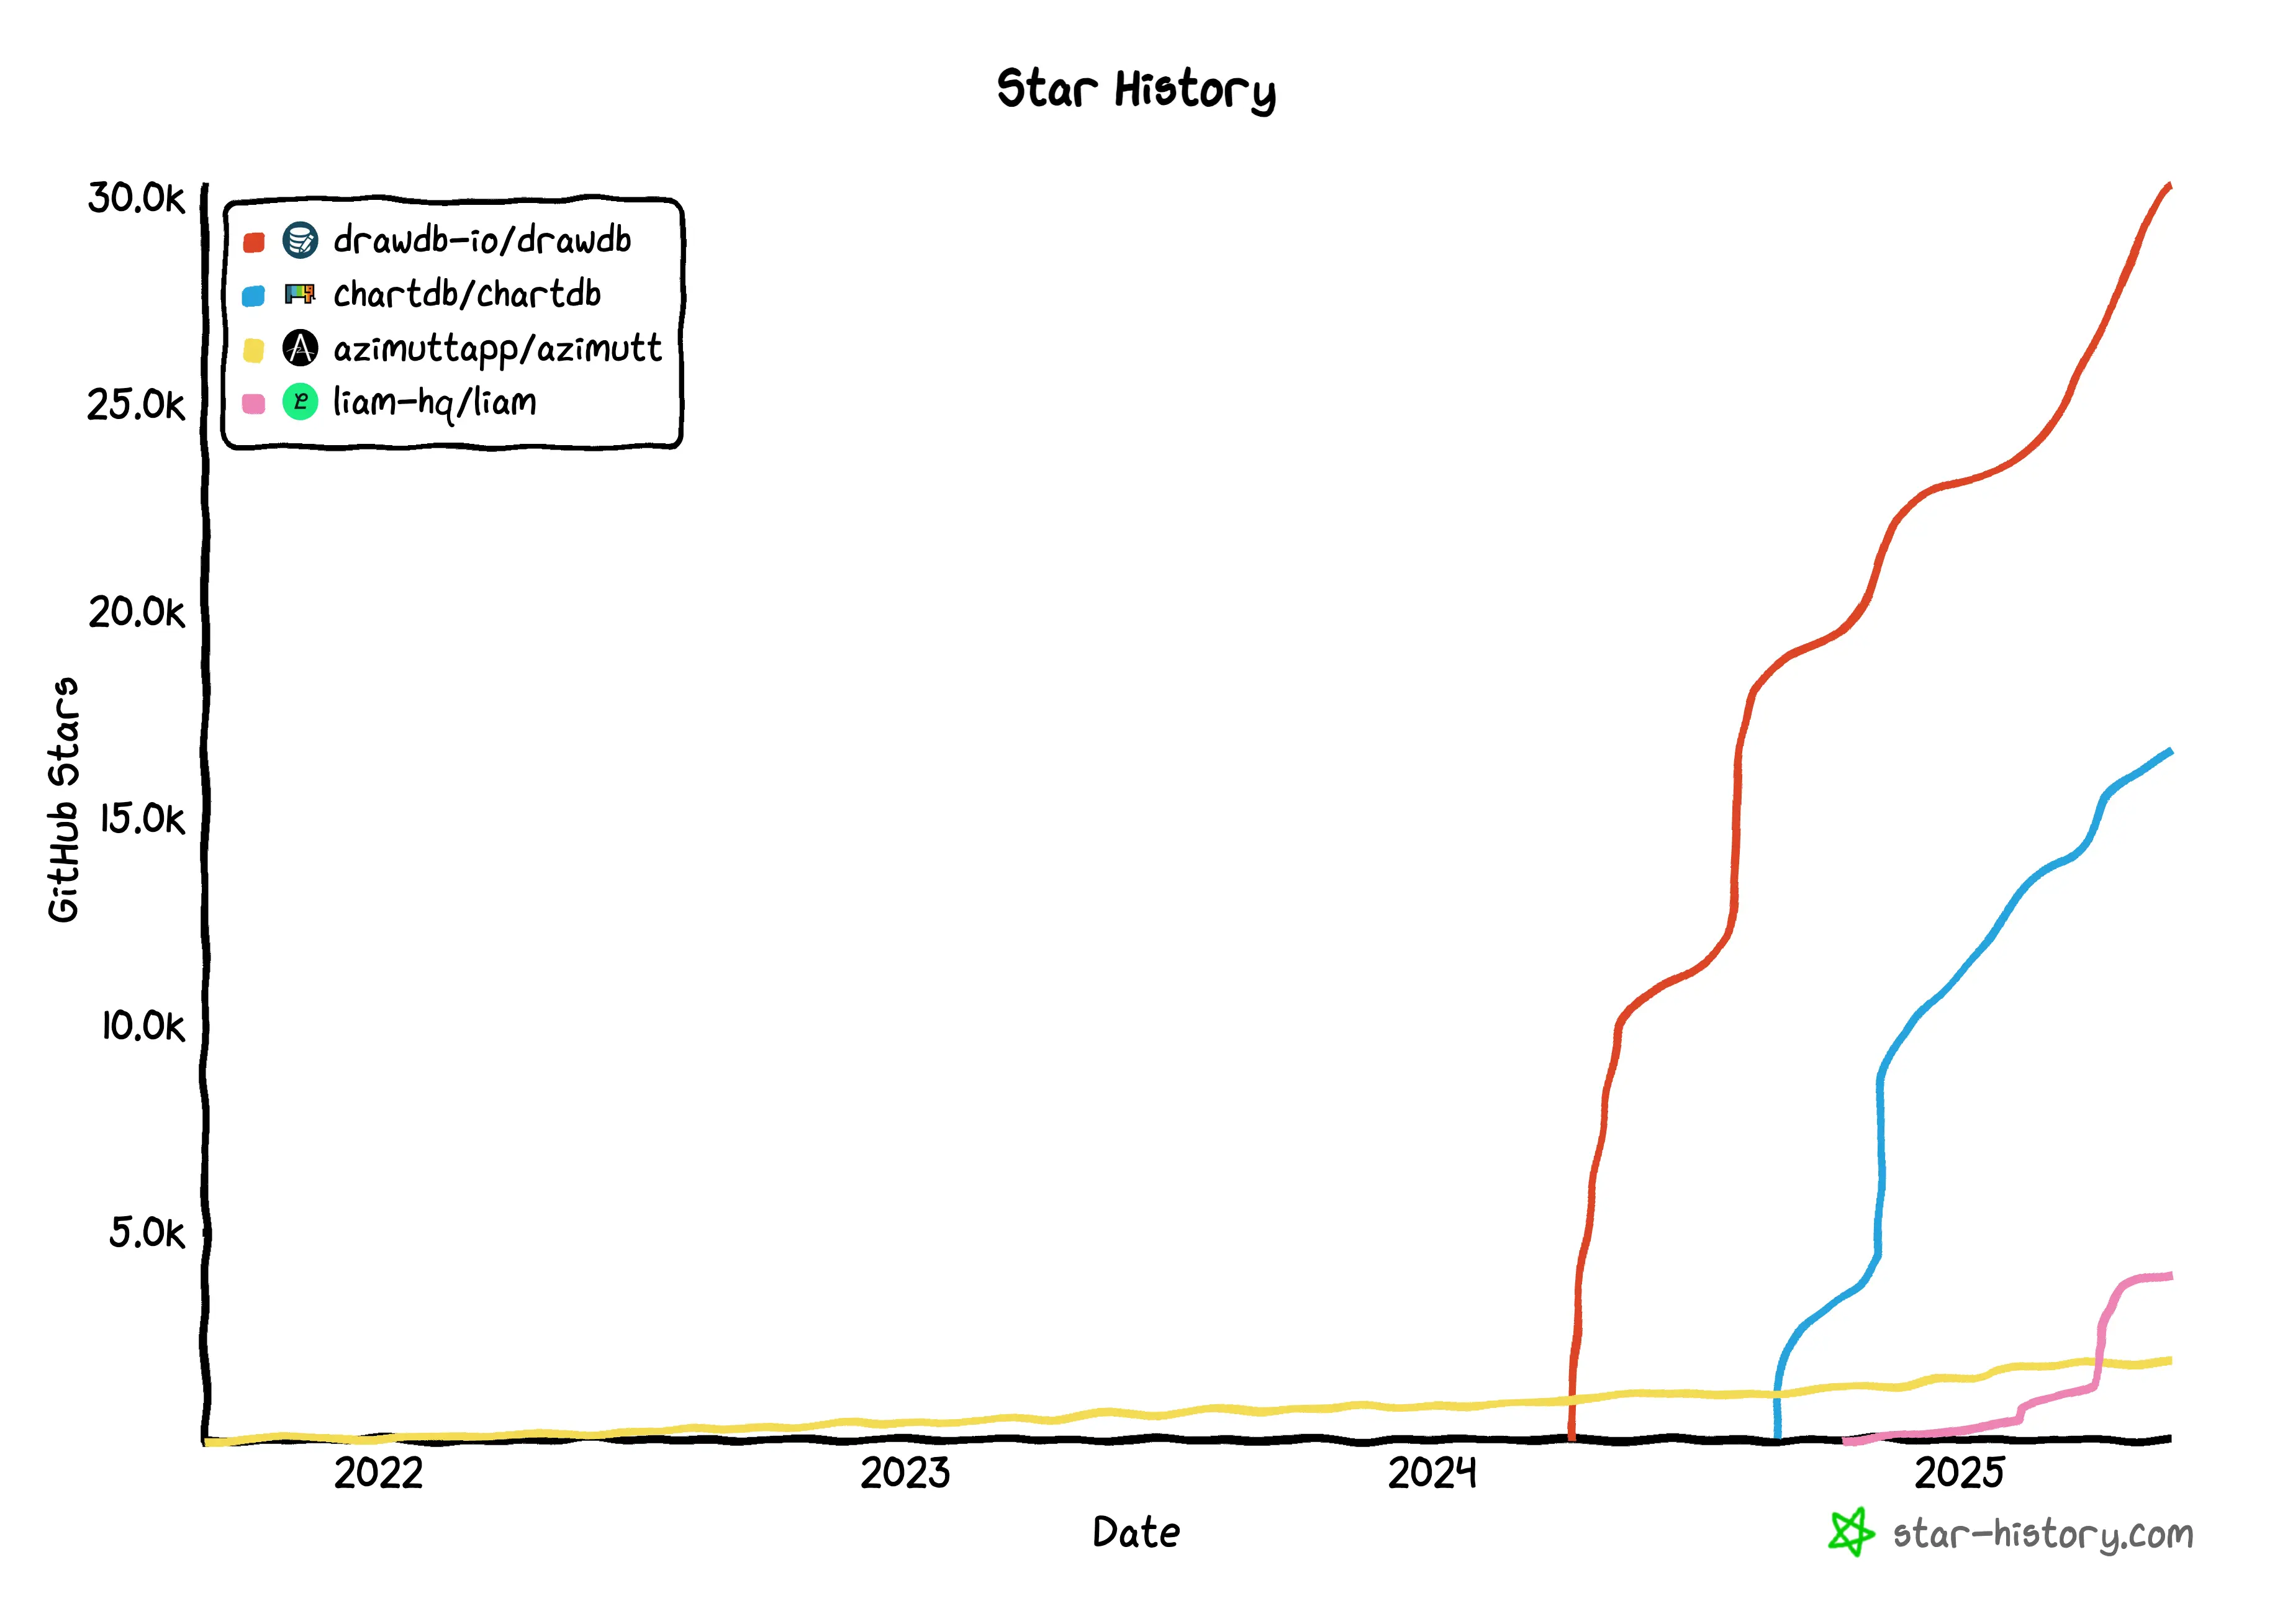 Star History
30.0K
25.0K
20.0K
15.0K
10.0K
5.0K
GitHub Stars
drawdb-io/drawdb
chartdb/chartdb
azimuttapp/azimutt
liam-hq/liam
2022
2023
2024
2025
Date
star-history.com